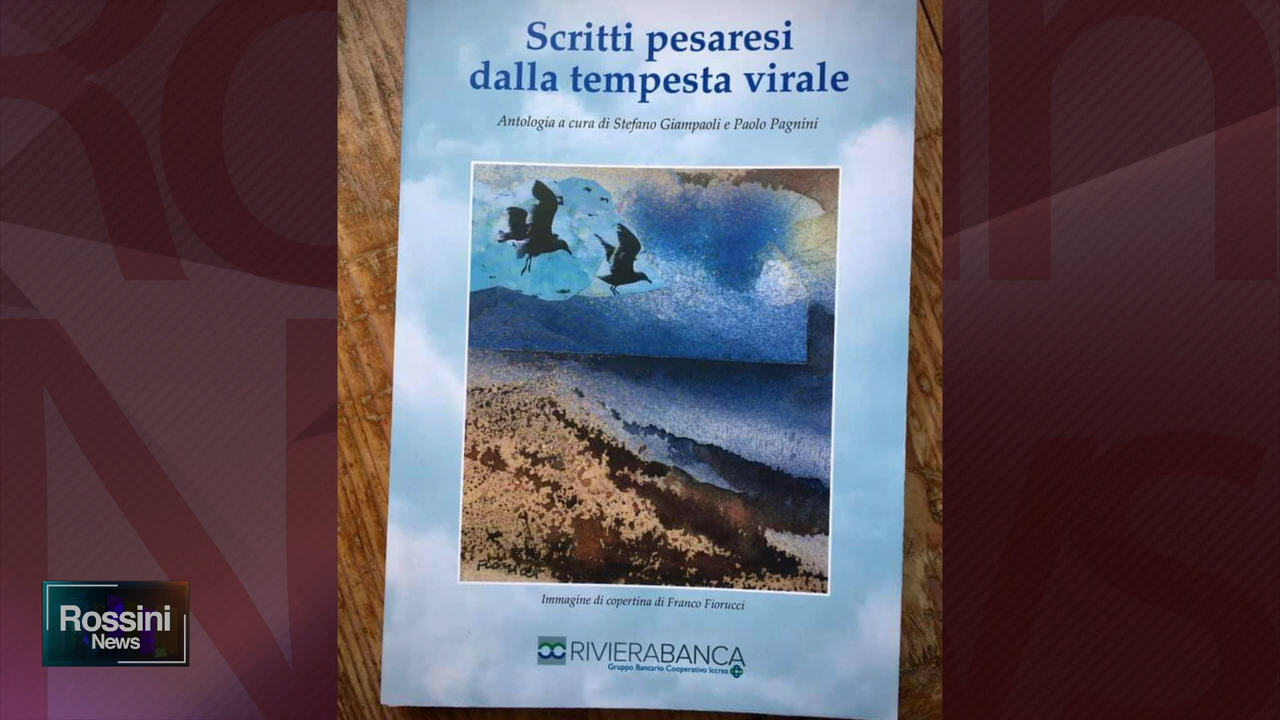 Scritti pesaresi
dalla tempesta virale
Antologia a cura di Stefano Giampaoli e Paolo Pagnini
Immagine di copertina di Franco Fiorucci
RIVIERABANCA
Gruppo Bancario Cooperativo Iccrea
Rossini
News